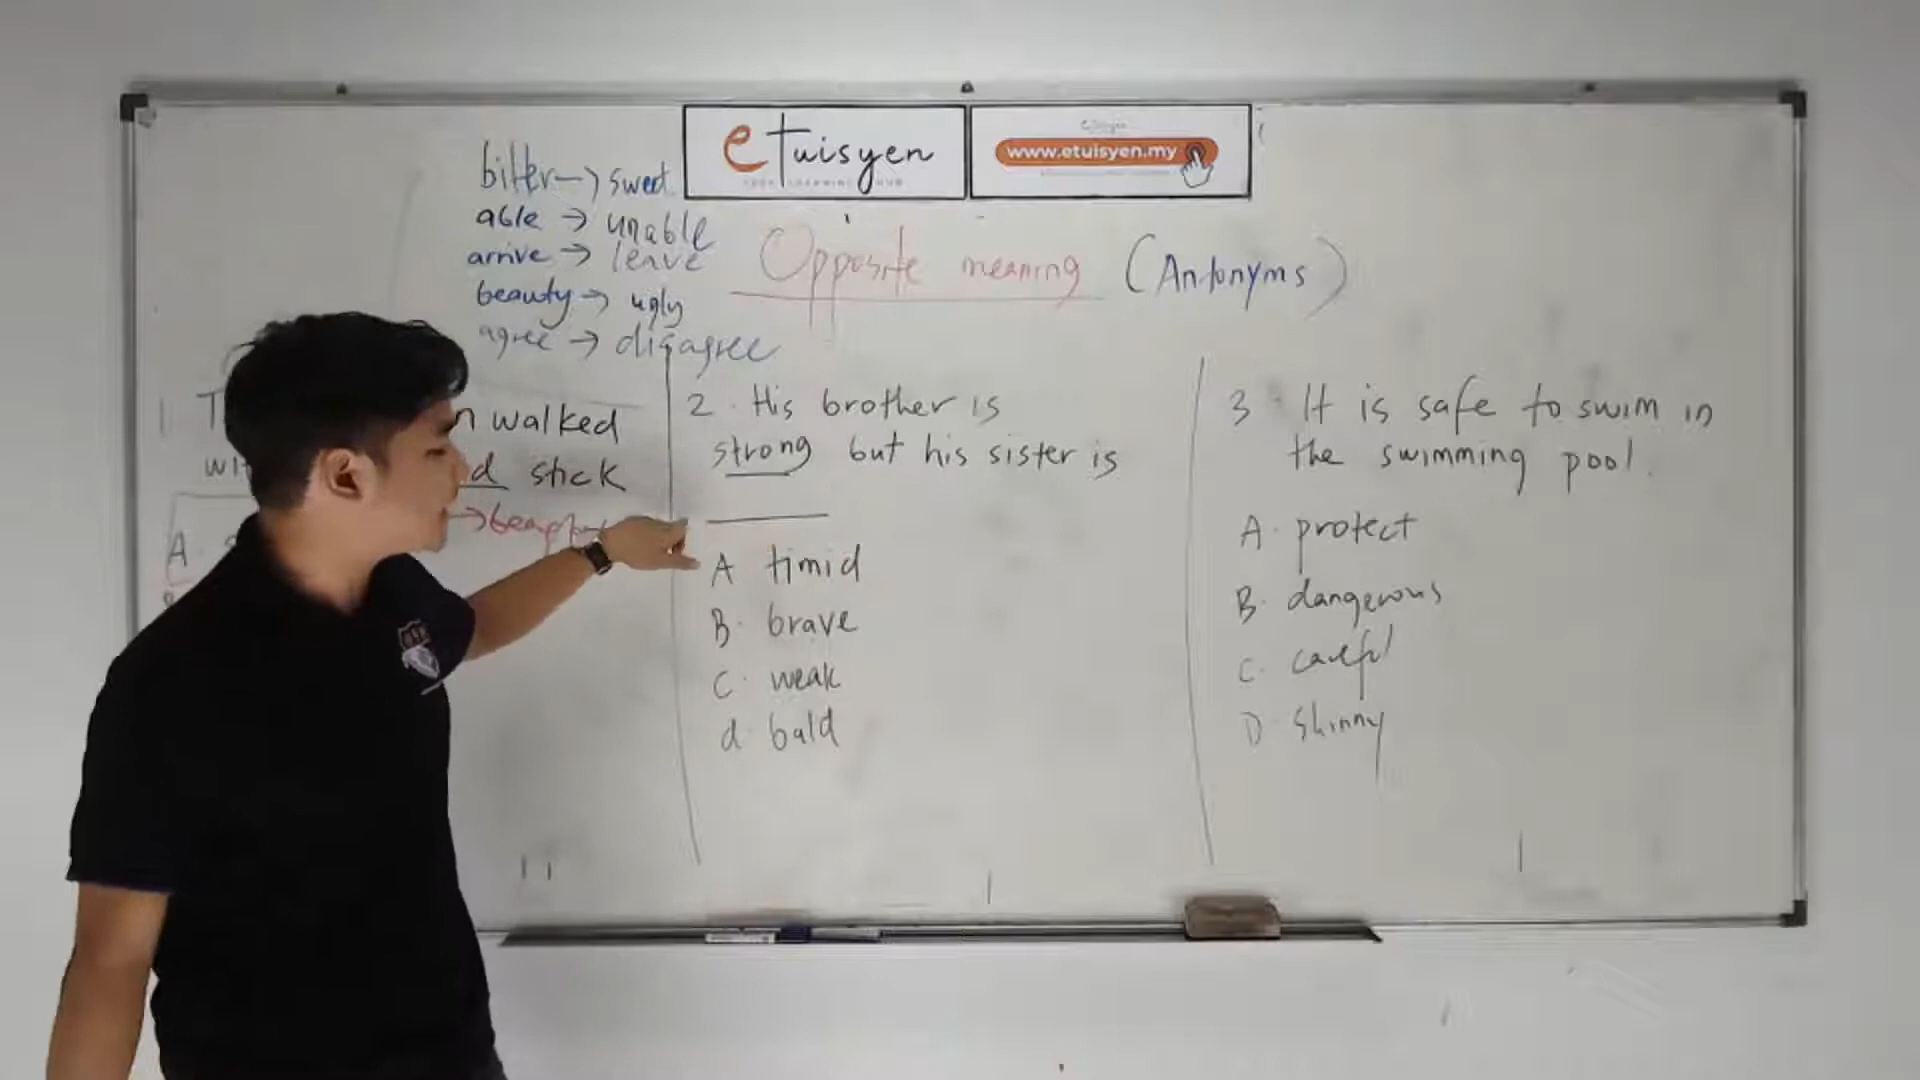 eTuisyen
www.etuisyen.my
bitter → sweet
able → unable
arrive → leave
beauty → ugly
agree → disagree
Opposite meaning (Antonyms)
walked
stick
A
2. His brother is
strong but his sister is
A timid
B. brave
C. weak
d. bald
3. It is safe to swim in
the swimming pool.
A. protect
B. dangerous
C. careful
D. skinny